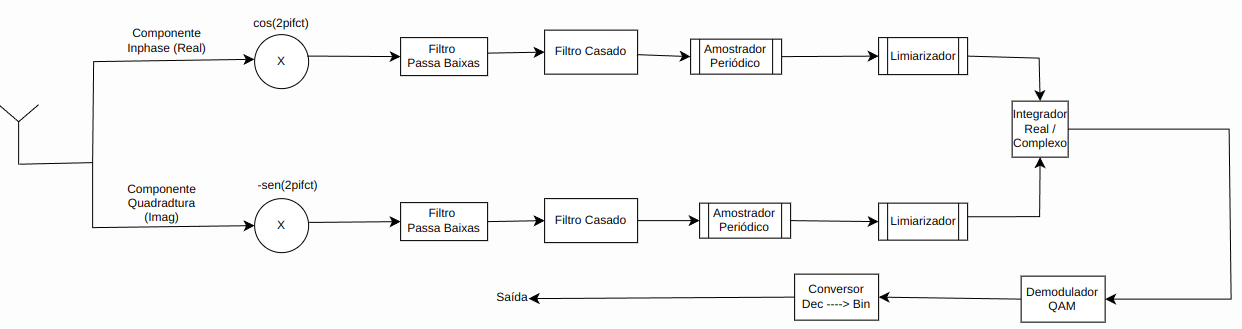 cos(2pifct)
Componente
Inphase (Real)
X
Filtro
Passa Baixas
Filtro Casado
Amostrador
Periódico
Limiarizador
Integrador
Real /
Complexo
Componente
Quadradtura
(Imag)
-sen(2pifct)
X
Filtro
Passa Baixas
Filtro Casado
Amostrador
Periódico
Limiarizador
Saída
Conversor
Dec ----> Bin
Demodulador
QAM